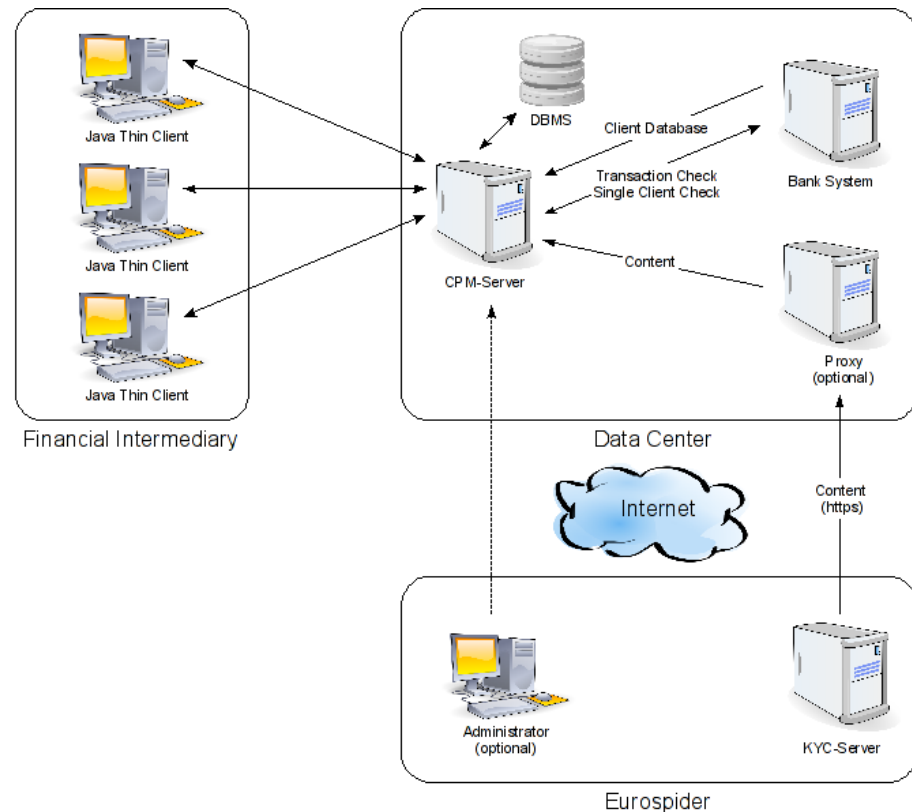 Java Thin Client
Java Thin Client
Java Thin Client
Financial Intermediary
DBMS
Client Database
Transaction Check
Single Client Check
Bank System
CPM-Server
Content
Proxy
(optional)
Data Center
Internet
Content
(https)
Administrator
(optional)
KYC-Server
Eurospider